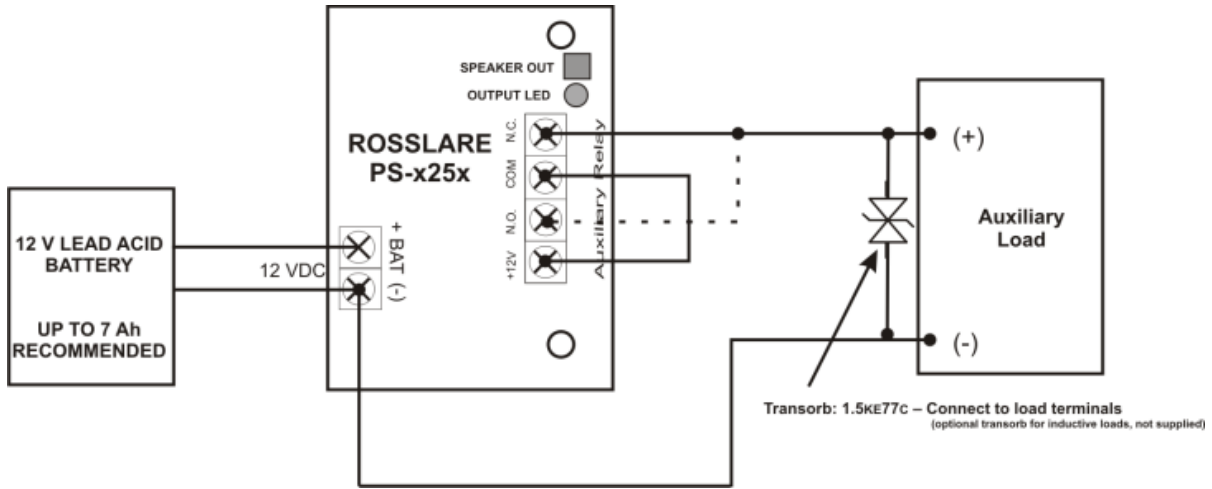 SPEAKER OUT
OUTPUT LED
ROSSLARE
PS-x25x
N.C.
COM
N.O.
+12V
Auxiliary Relay
+ BAT (-)
12 V LEAD ACID
BATTERY
12 VDC
UP TO 7 Ah
RECOMMENDED
(+)
Auxiliary
Load
(-)
Transorb: 1.5KE77C – Connect to load terminals
(optional transorb for inductive loads, not supplied)